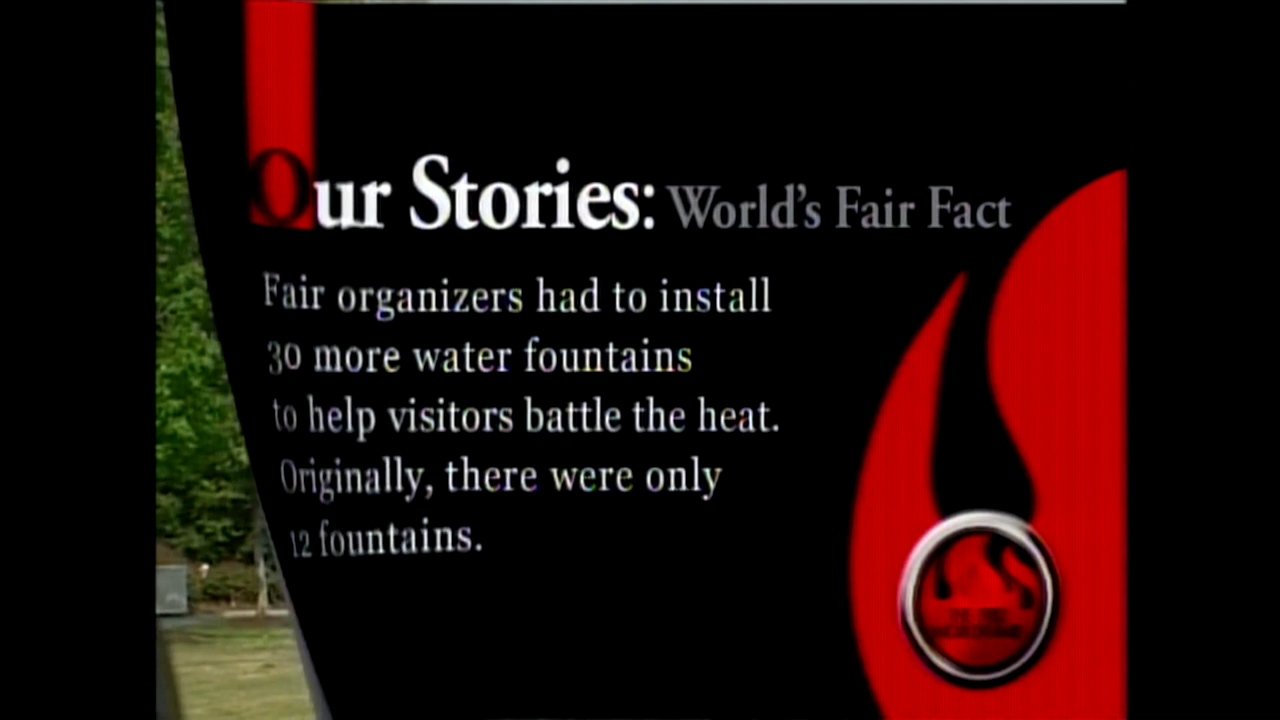 Our Stories: World's Fair Fact
Fair organizers had to install
30 more water fountains
to help visitors battle the heat.
Originally, there were only
12 fountains.